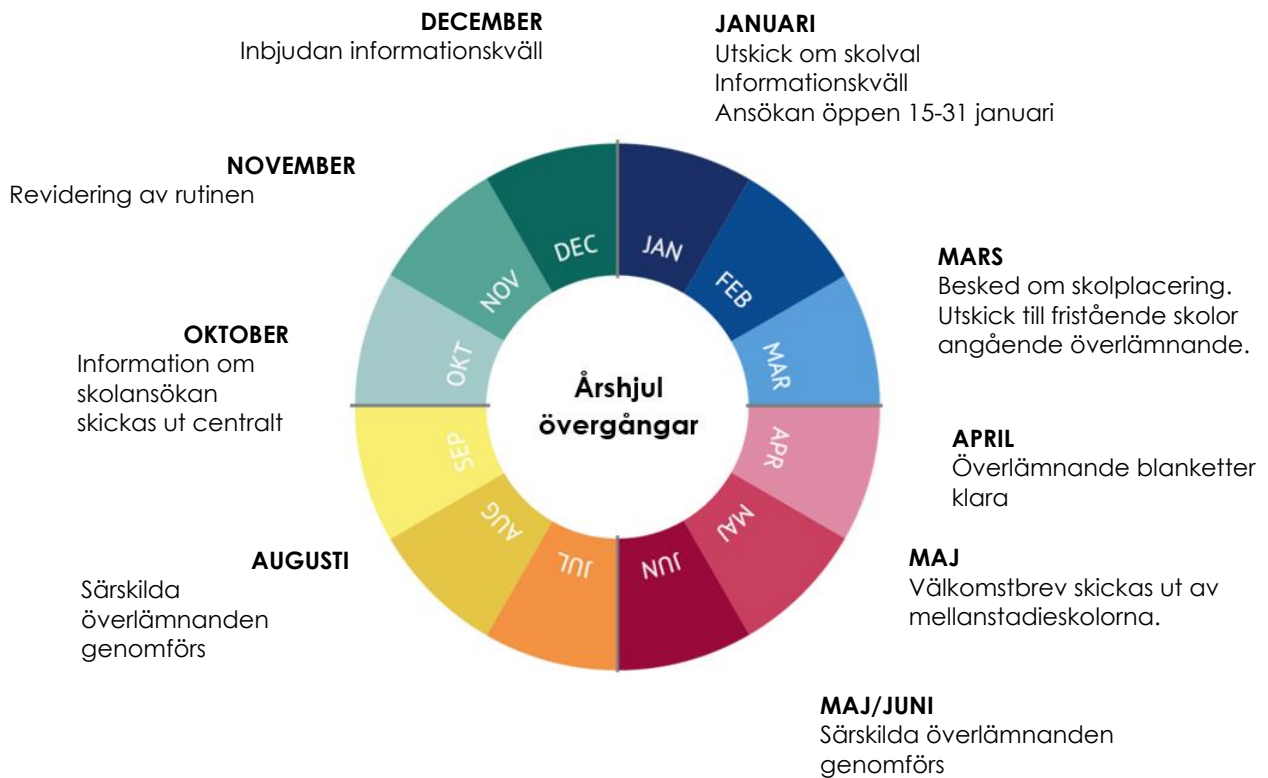 DECEMBER
Inbjudan informationskväll
JANUARI
Utskick om skolval
Informationskväll
Ansökan öppen 15-31 januari
NOVEMBER
Revidering av rutinen
MARS
Besked om skolplacering.
Utskick till fristående skolor
angående överlämnande.
OKTOBER
Information om
skolansökan
skickas ut centralt
APRIL
Överlämnande blanketter
klara
AUGUSTI
Särskilda
överlämnanden
genomförs
MAJ
Välkomstbrev skickas ut av
mellanstadieskolorna.
MAJ/JUNI
Särskilda överlämnanden
genomförs
JAN
FEB
MAR
APR
MAJ
JUN
JUL
AUG
SEP
OKT
NOV
DEC
Årshjul
övergångar